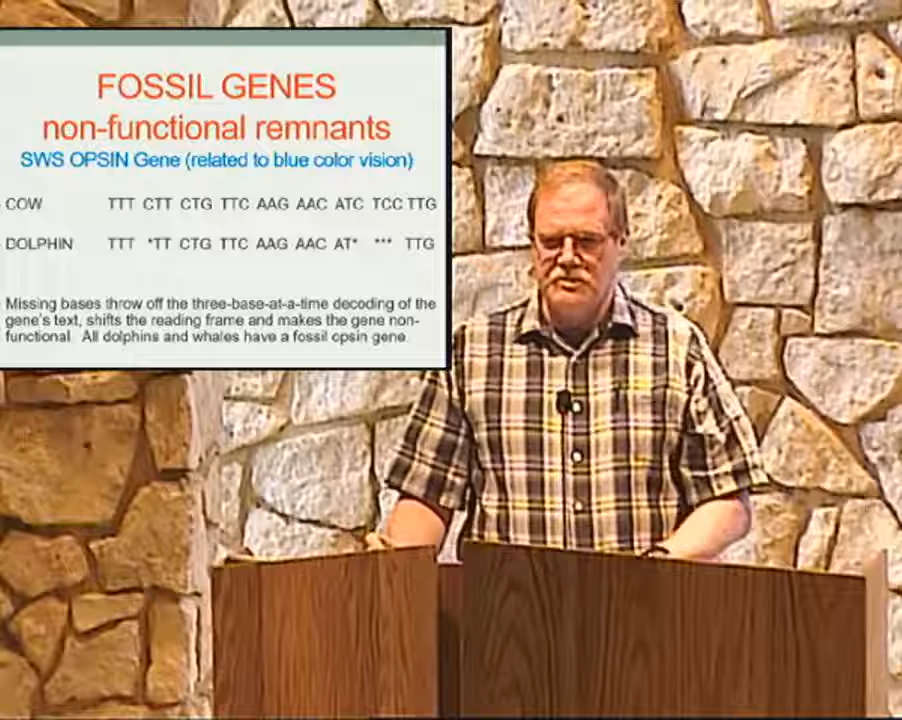 FOSSIL GENES
non-functional remnants
SWS OPSIN Gene (related to blue color vision)
COW TTT CTT CTG TTC AAG AAC ATC TCC TTG
DOLPHIN TTT *TT CTG TTC AAG AAC AT* *** TTG
Missing bases throw off the three-base-at-a-time decoding of the
gene's text, shifts the reading frame and makes the gene non-
functional. All dolphins and whales have a fossil opsin gene.